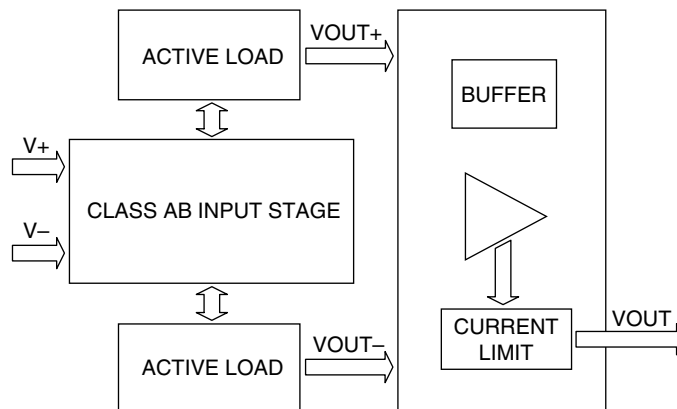 ACTIVE LOAD
VOUT+
BUFFER
V+
CLASS AB INPUT STAGE
V–
CURRENT
LIMIT
VOUT
ACTIVE LOAD
VOUT–